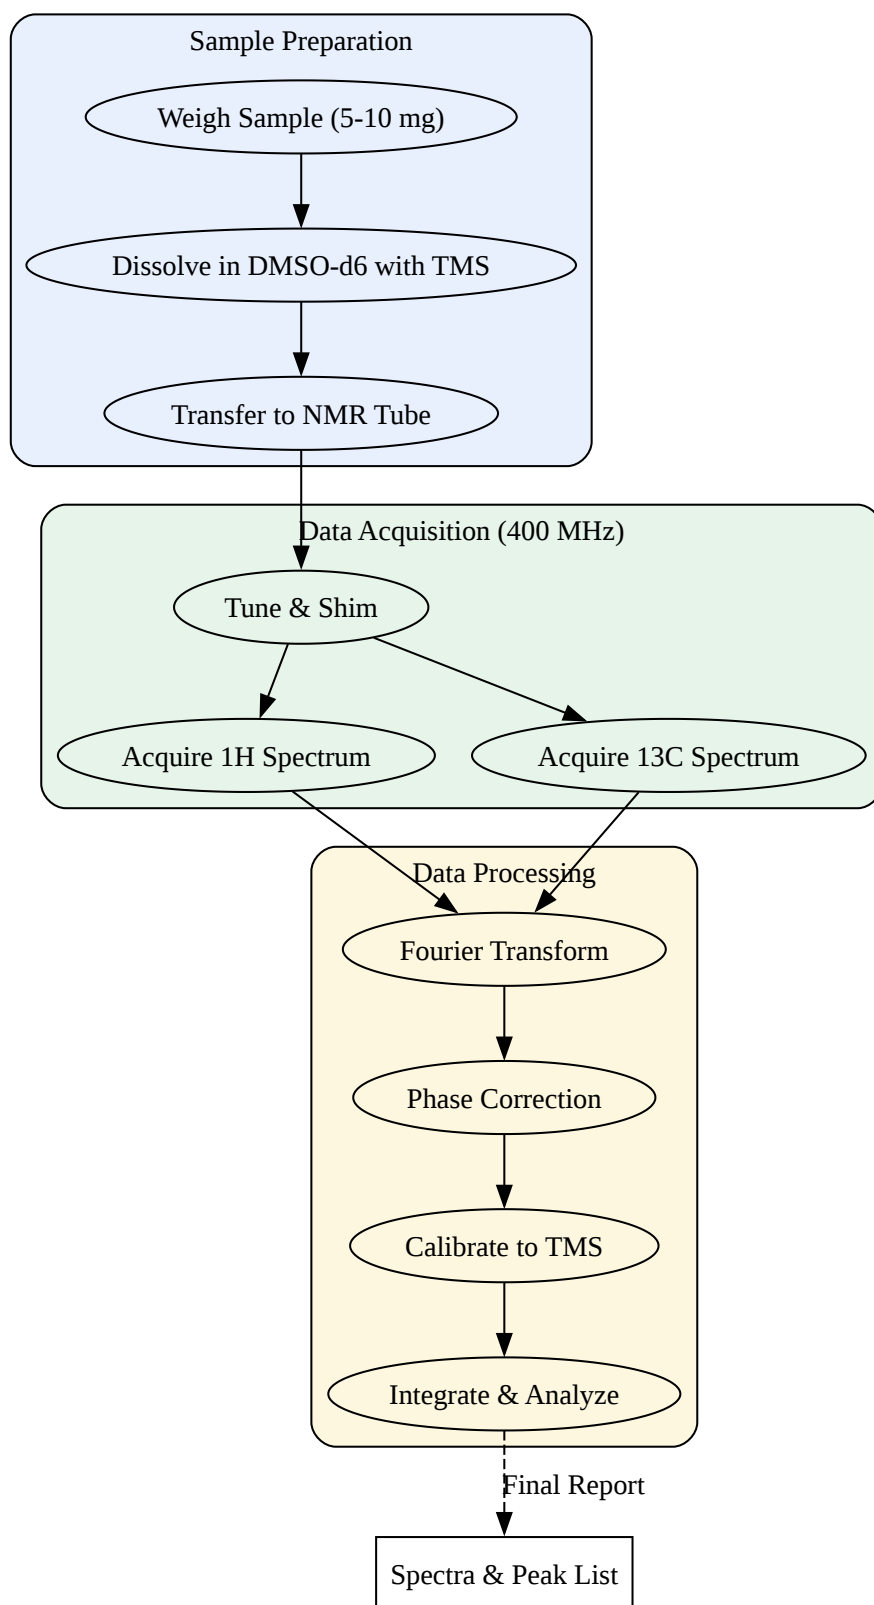 Sample Preparation
Weigh Sample (5-10 mg)
Dissolve in DMSO-d6 with TMS
Transfer to NMR Tube
Data Acquisition (400 MHz)
Tune & Shim
Acquire 1H Spectrum
Acquire 13C Spectrum
Data Processing
Fourier Transform
Phase Correction
Calibrate to TMS
Integrate & Analyze
Final Report
Spectra & Peak List